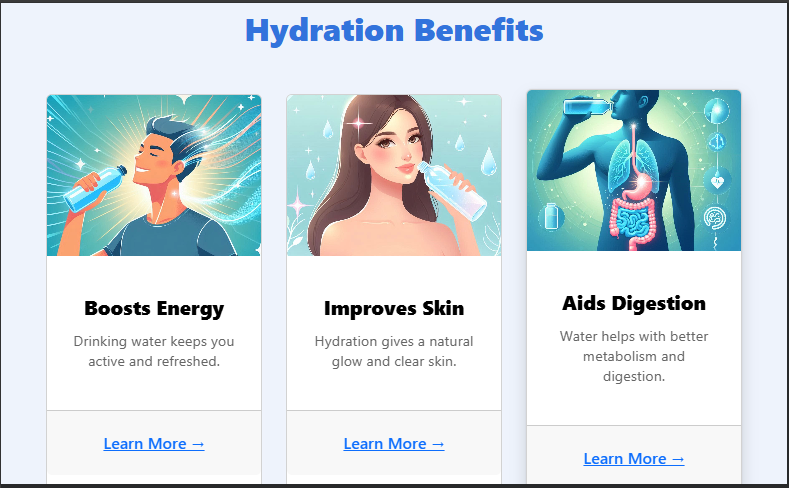 Hydration Benefits
Boosts Energy
Drinking water keeps you
active and refreshed.
Learn More →
Improves Skin
Hydration gives a natural
glow and clear skin.
Learn More →
Aids Digestion
Water helps with better
metabolism and
digestion.
Learn More →